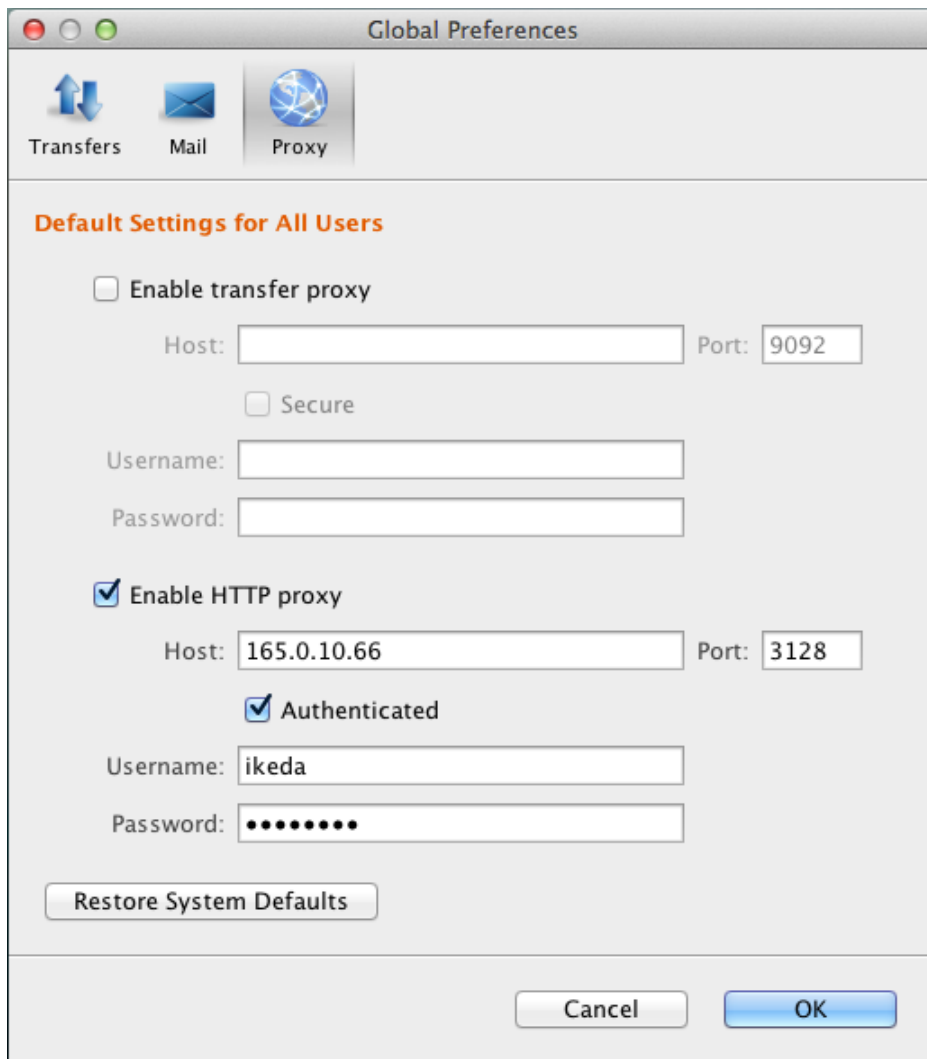 Global Preferences
Transfers Mail Proxy
Default Settings for All Users
Enable transfer proxy
Host: Port: 9092
Secure
Username:
Password:
Enable HTTP proxy
Host: 165.0.10.66 Port: 3128
Authenticated
Username: ikeda
Password: ••••••••
Restore System Defaults
Cancel OK